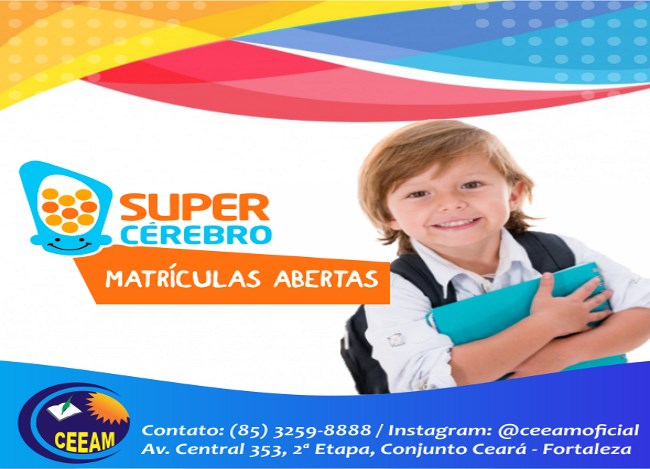 SUPER
CÉREBRO
MATRÍCULAS ABERTAS
CEEAM
Contato: (85) 3259-8888 / Instagram: @ceeamoficial
Av. Central 353, 2ª Etapa, Conjunto Ceará - Fortaleza